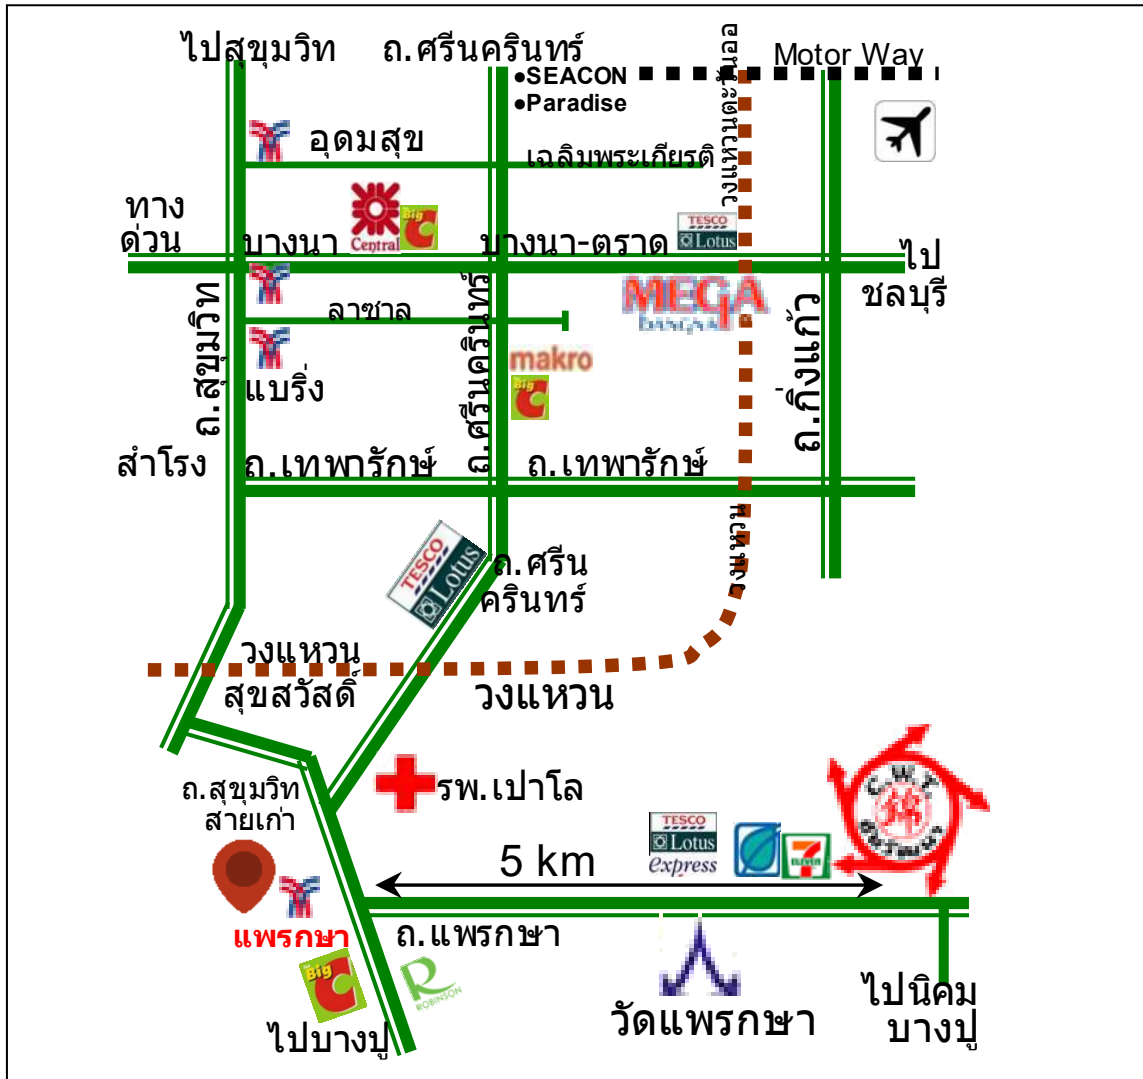 ไปสุขุมวิท
ถ.ศรีนครินทร์
Motor Way
•SEACON
•Paradise
อุดมสุข
เฉลิมพระเกียรติ
ทาง
ด่วน
Central
Big
C
บางนา
บางนา-ตราด
TESCO
Lotus
ไป
ชลบุรี
MEGA
BANGNA
ถ.สุขุมวิท
ลาซาล
ถ.ศรีนครินทร์
ถ.กิ่งแก้ว
แบริ่ง
makro
Big
C
สำโรง
ถ.เทพารักษ์
ถ.เทพารักษ์
วงแหวน
TESCO
Lotus
ถ.ศรีน
ครินทร์
วงแหวน
สุขสวัสดิ์
วงแหวน
ถ.สุขุมวิท
สายเก่า
รพ.เปาโล
C.W.T.
錦
TESCO
Lotus
express
7
ELEVEN
5 km
แพรกษา
ถ.แพรกษา
Big
C
R
ROBINSON
ไปบางปู
วัดแพรกษา
ไปนิคม
บางปู